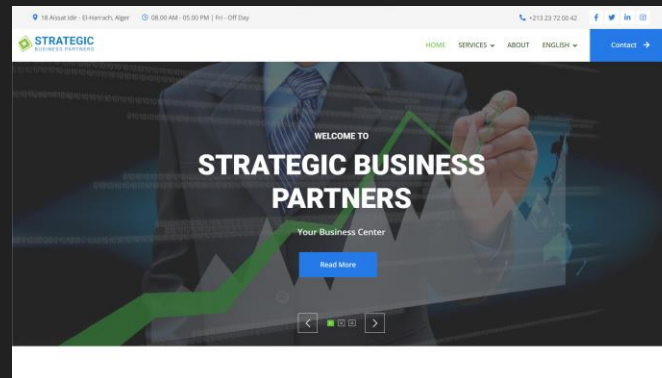 18 Aissat Idir - El-Harrach, Alger
08.00 AM - 05.00 PM | Fri - Off Day
+213 23 72 00 42
STRATEGIC
BUSINESS PARTNERS
HOME
SERVICES
ABOUT
ENGLISH
Contact
WELCOME TO
STRATEGIC BUSINESS
PARTNERS
Your Business Center
Read More